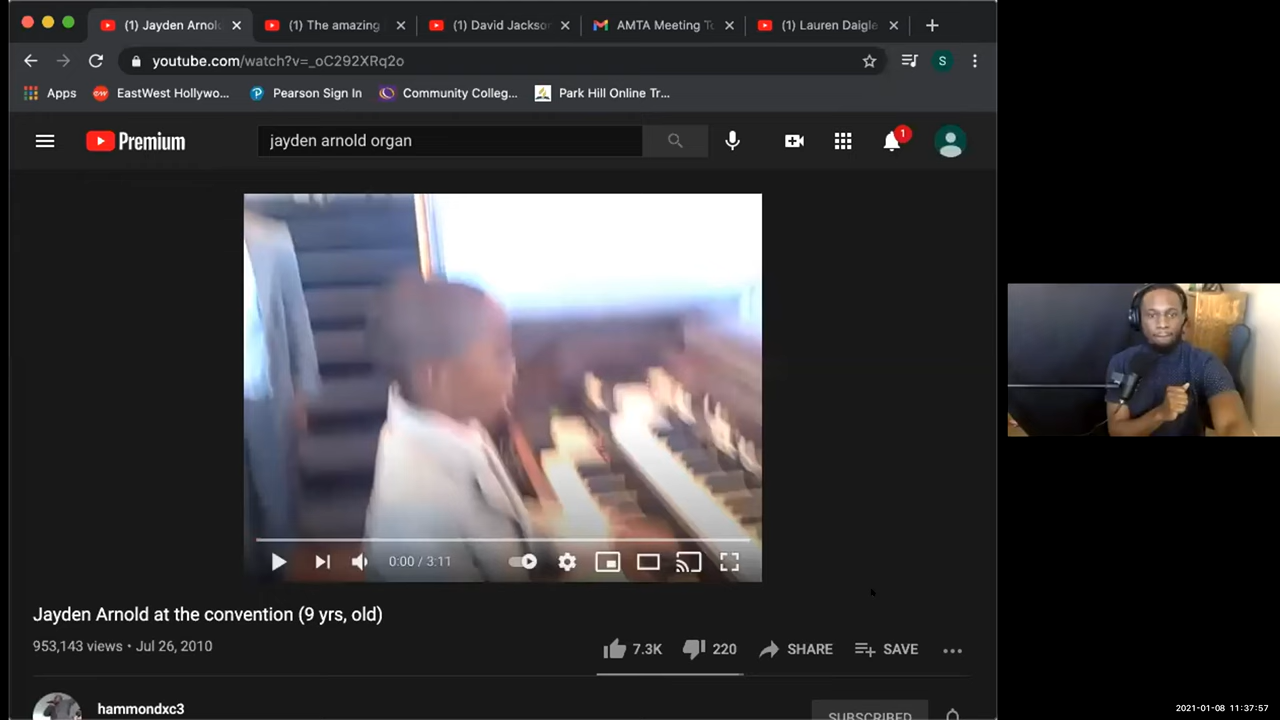 (1) Jayden Arnol
(1) The amazing
(1) David Jackso
AMTA Meeting T
(1) Lauren Daigle
youtube.com/watch?v=_oC292XRq2o
S
Apps
EastWest Hollywo...
Pearson Sign In
Community Colleg...
Park Hill Online Tr...
Premium
jayden arnold organ
1
0:00 / 3:11
Jayden Arnold at the convention (9 yrs, old)
953,143 views • Jul 26, 2010
7.3K
220
SHARE
SAVE
hammondxc3
SUBSCRIBED
2021-01-08 11:37:57